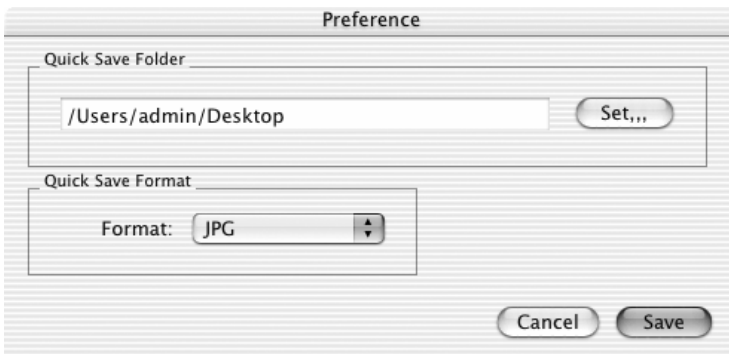 Preference
Quick Save Folder
/Users/admin/Desktop
Set,,,
Quick Save Format
Format: JPG
Cancel Save